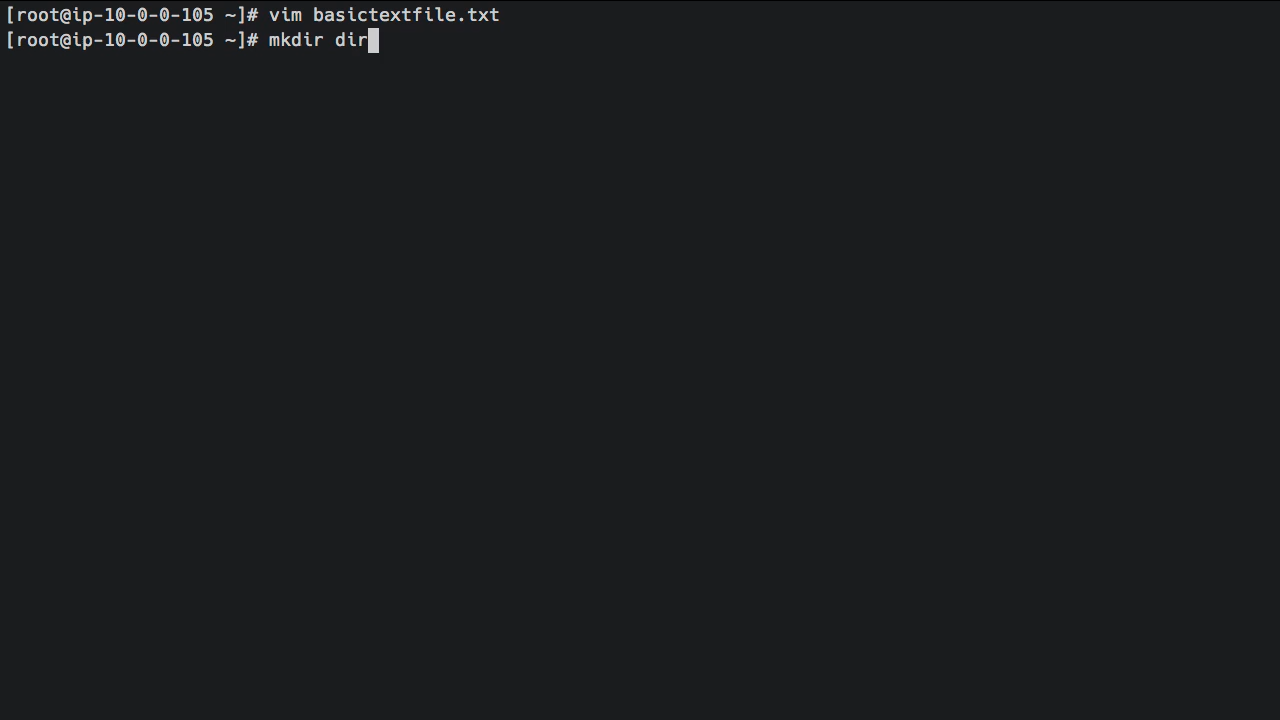 [root@ip-10-0-0-105 ~]# vim basictextfile.txt
[root@ip-10-0-0-105 ~]# mkdir dir